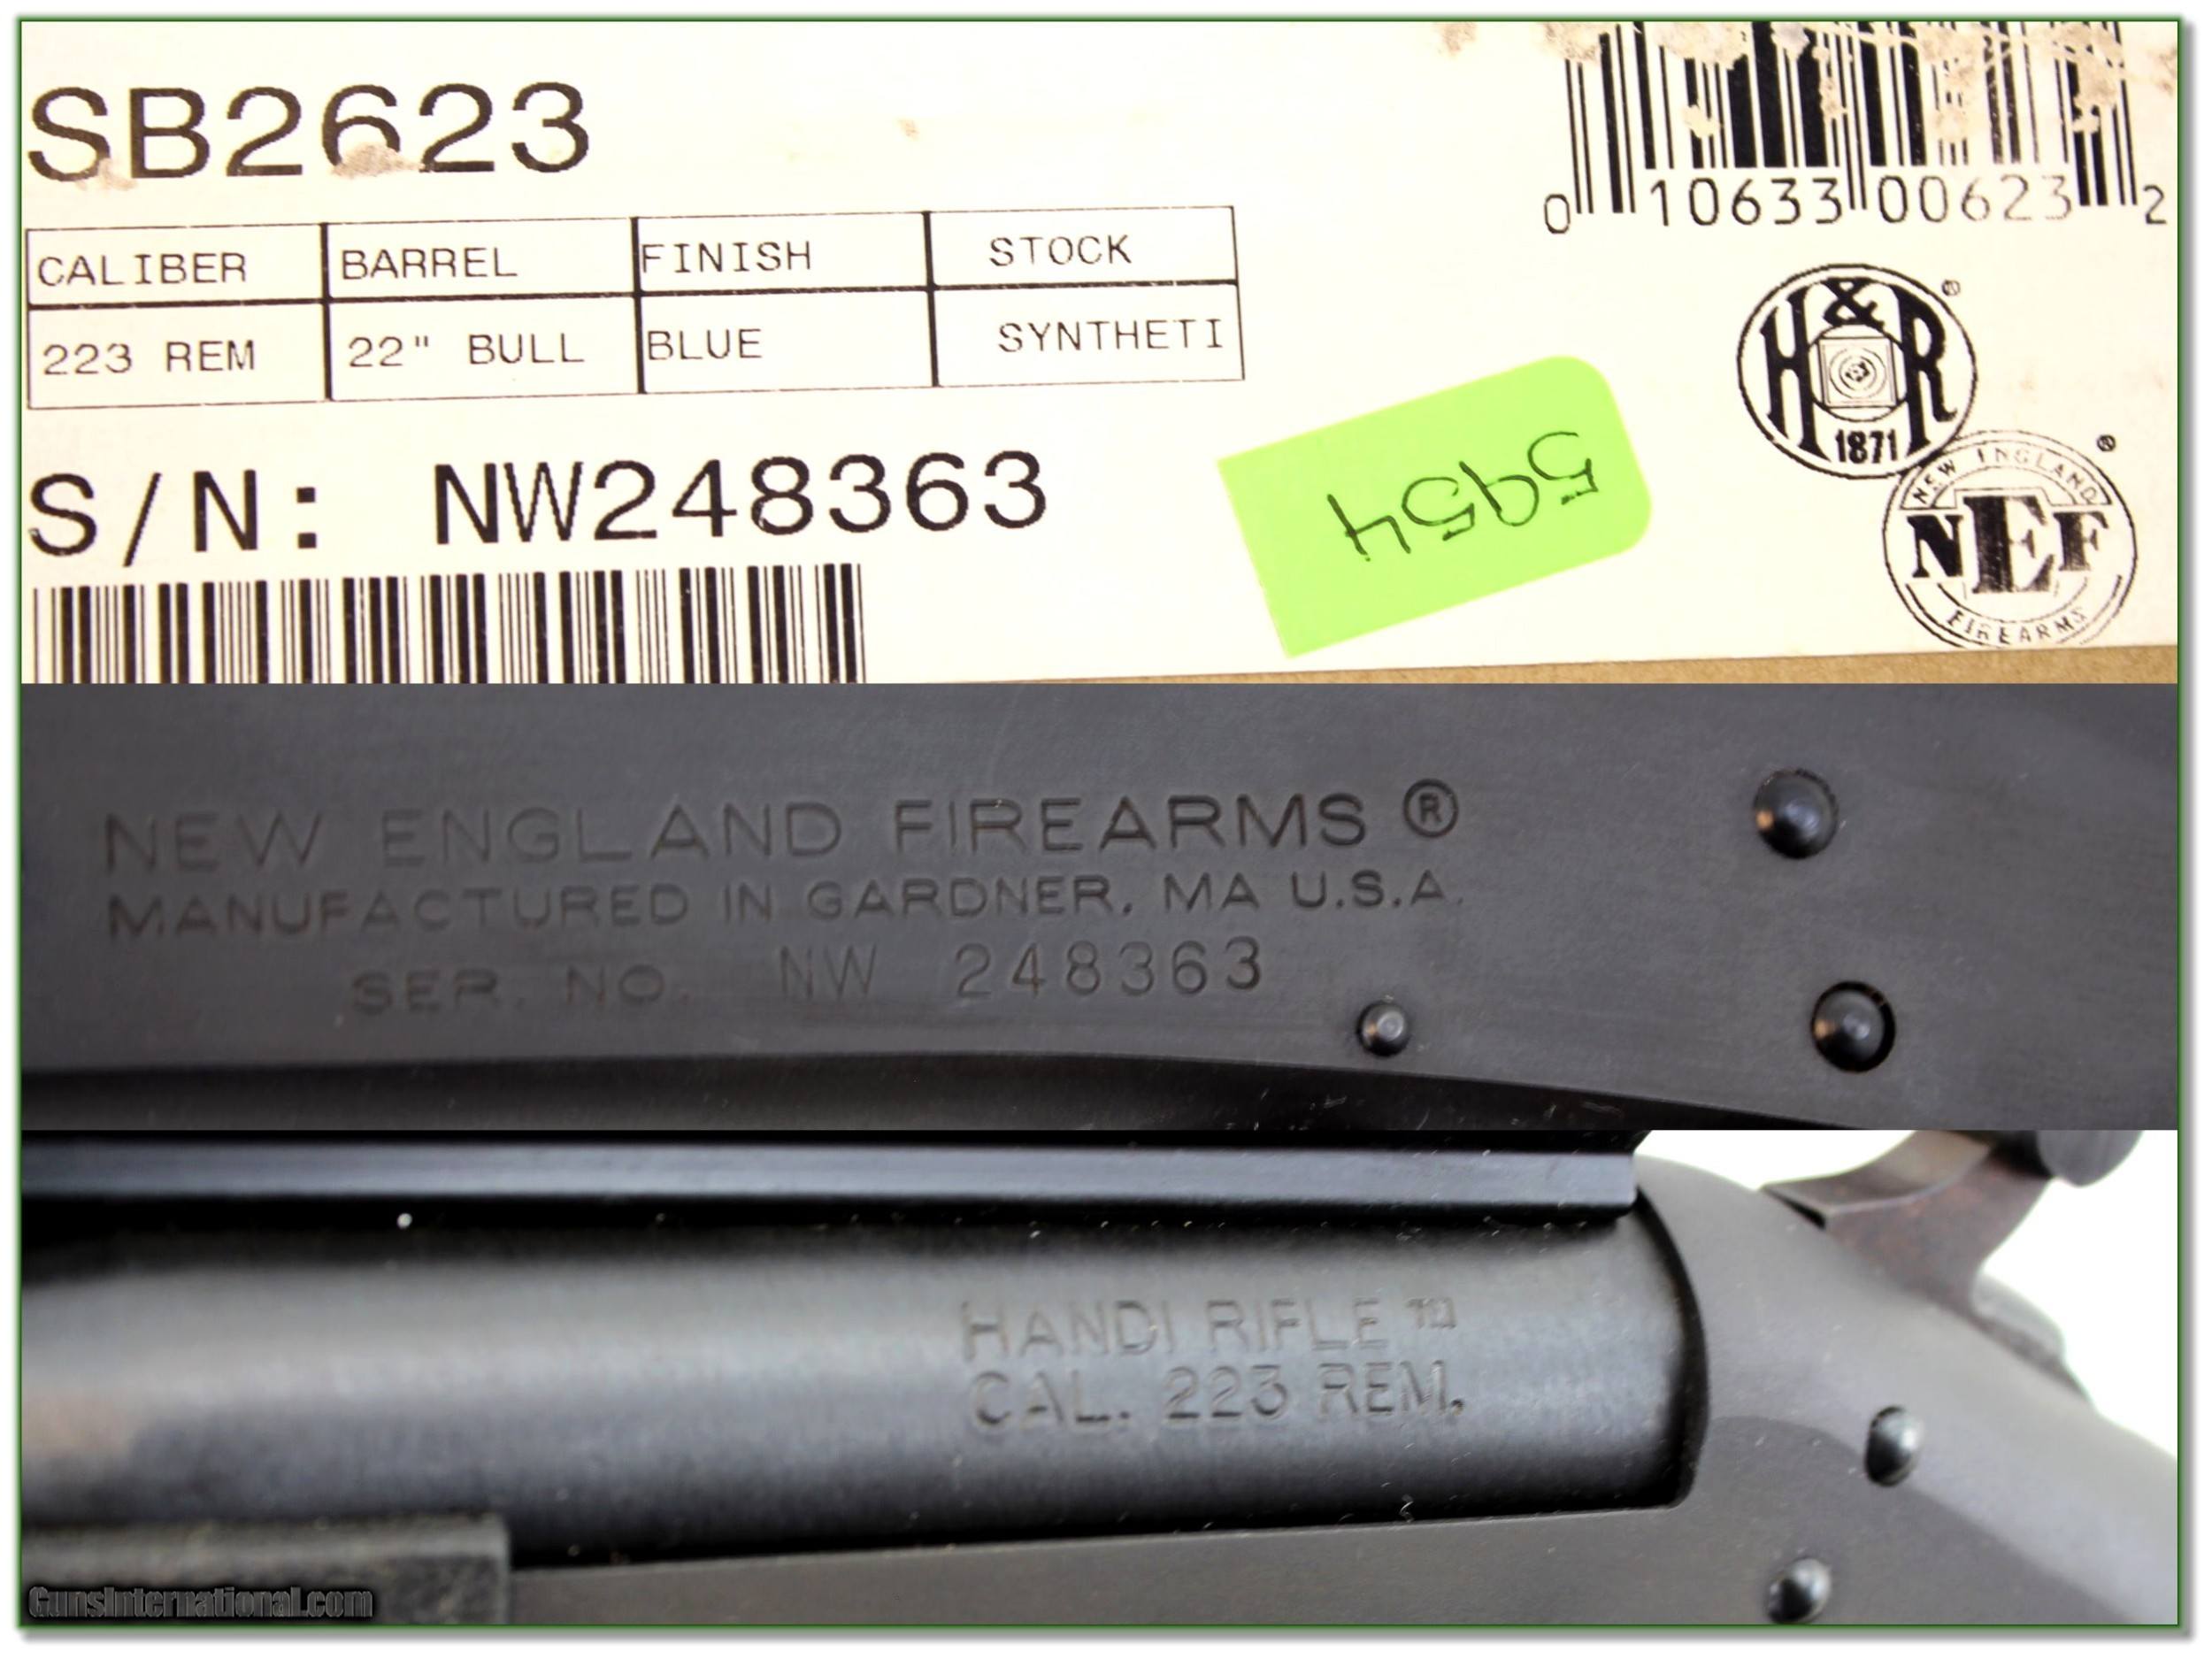 SB2623
0 10633 00623 2
CALIBER BARREL FINISH STOCK
223 REM 22" BULL BLUE SYNTHETI
H&R ®
1871
NEW ENGLAND ®
NEF
FIREARMS
S/N: NW248363
5954
NEW ENGLAND FIREARMS ®
MANUFACTURED IN GARDNER, MA U.S.A.
SER. NO. NW 248363
HANDI RIFLE ™
CAL. .223 REM.
GunsInternational.com